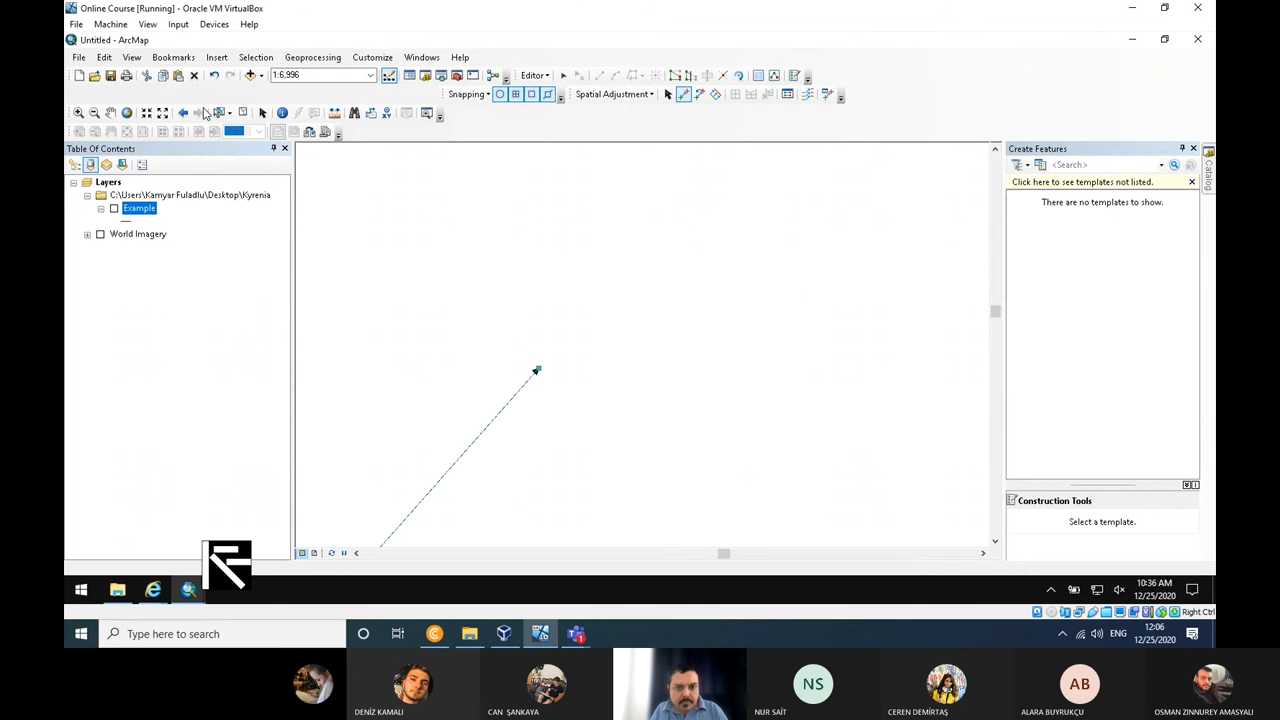 Online Course [Running] - Oracle VM VirtualBox
File Machine View Input Devices Help
Untitled - ArcMap
File Edit View Bookmarks Insert Selection Geoprocessing Customize Windows Help
1:6,996
Editor
Snapping
Spatial Adjustment
Table Of Contents
Layers
C:\Users\Kamyar Fuladlu\Desktop\Kyrenia
Example
World Imagery
Create Features
<Search>
Click here to see templates not listed.
There are no templates to show.
Catalog
Construction Tools
Select a template.
10:36 AM
12/25/2020
Right Ctrl
Type here to search
ENG
12:06
12/25/2020
DENİZ KAMALI
CAN ŞANKAYA
NS
NUR SAİT
CEREN DEMİRTAŞ
AB
ALARA BUYRUKÇU
OSMAN ZINNUREY AMASYALI